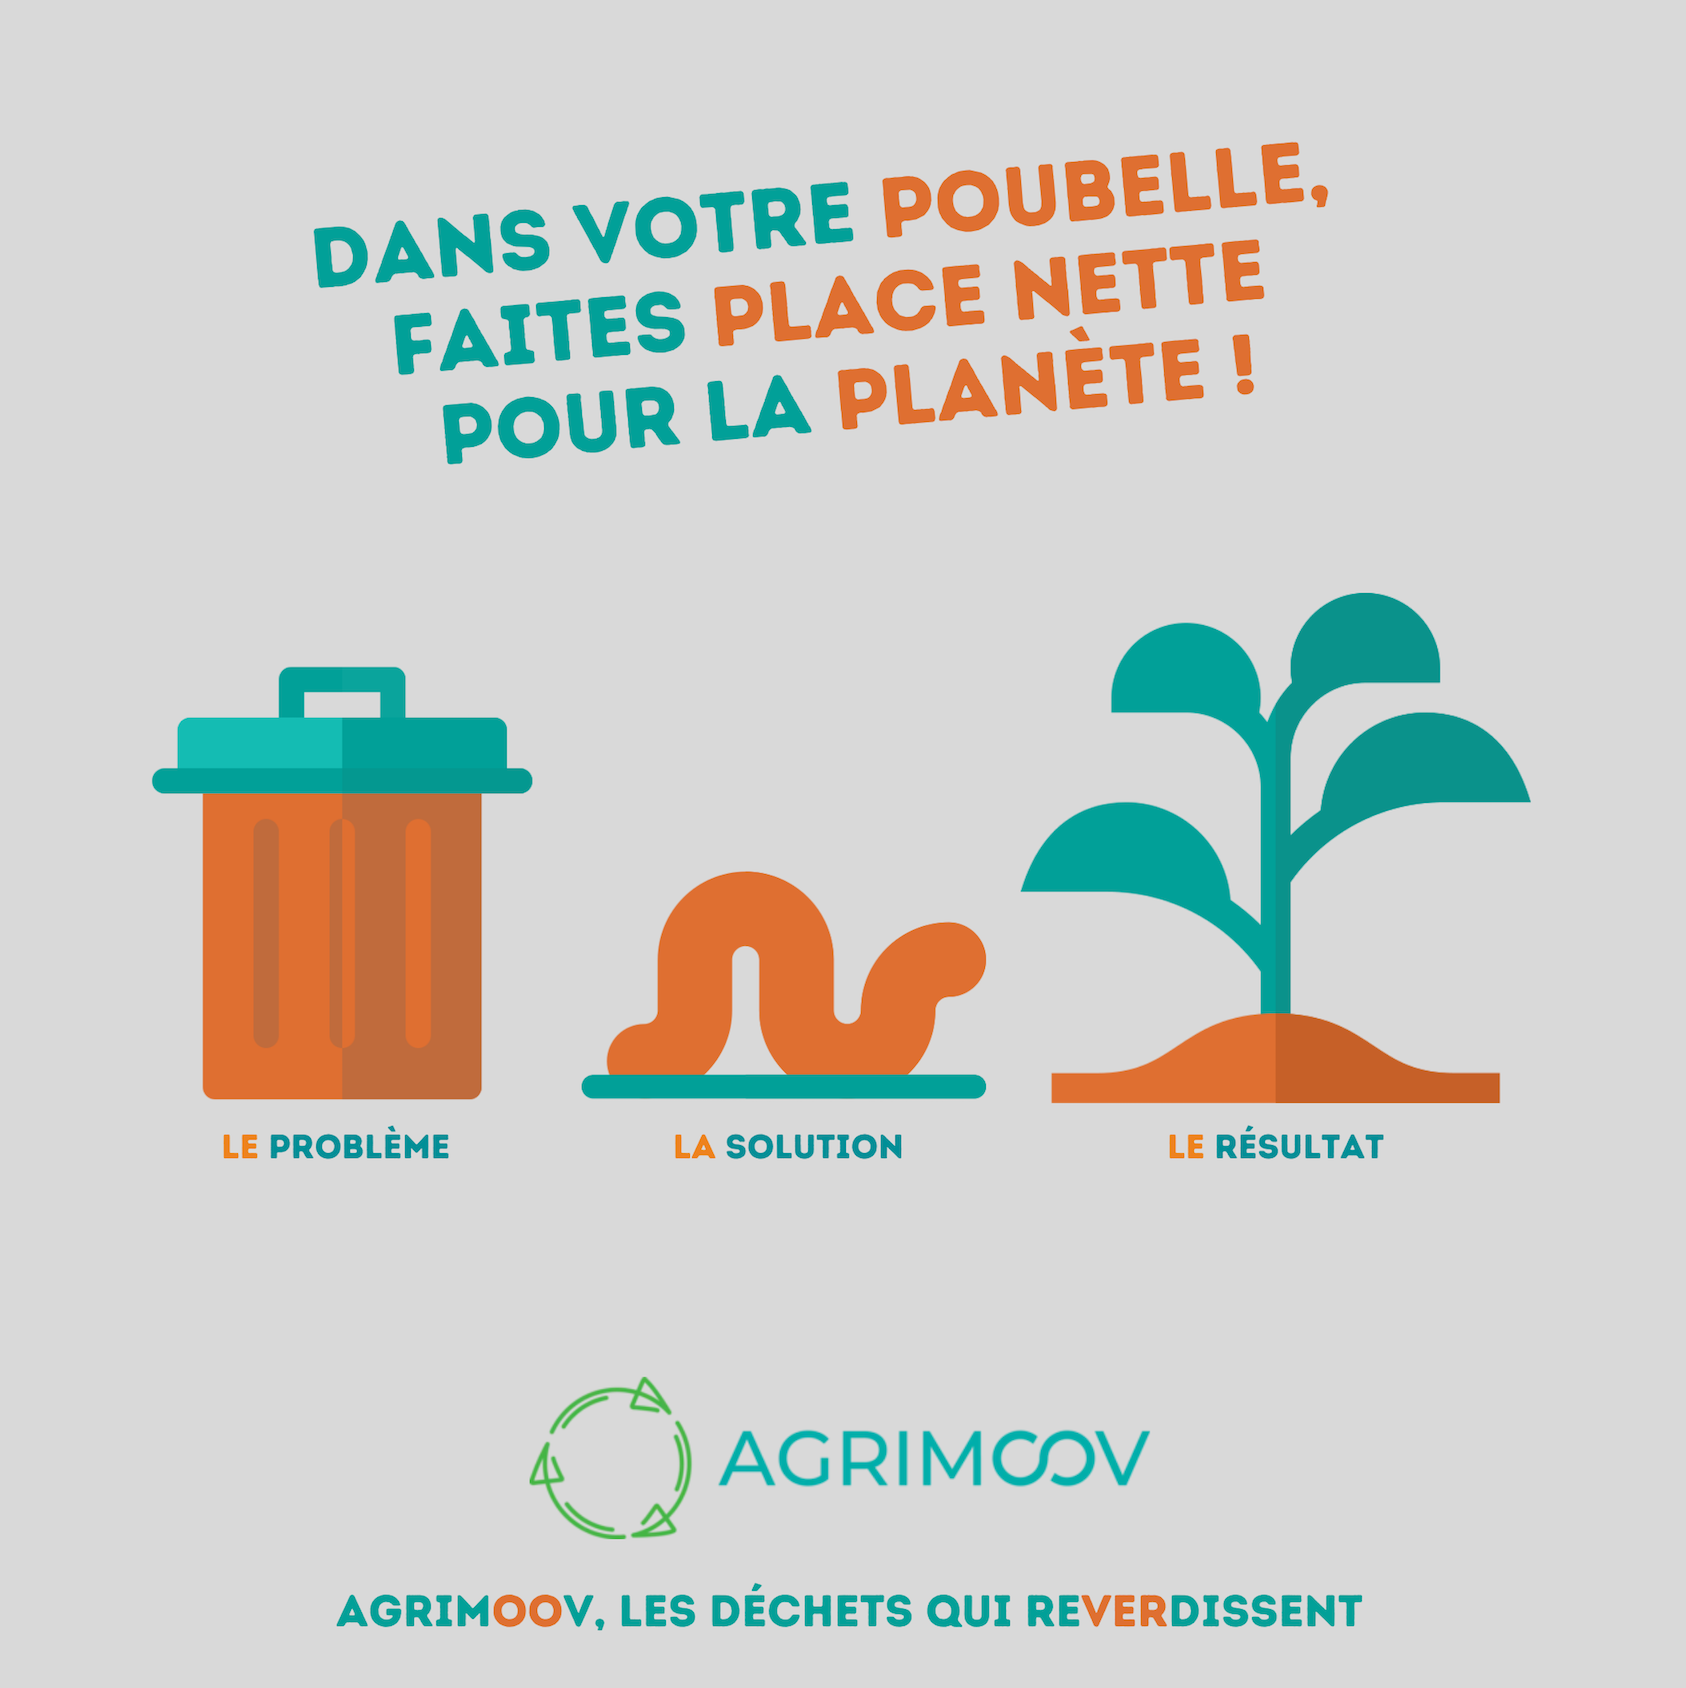 DANS VOTRE POUBELLE,
FAITES PLACE NETTE
POUR LA PLANÈTE !
LE PROBLÈME
LA SOLUTION
LE RÉSULTAT
AGRIMOOV
AGRIMOOV, LES DÉCHETS QUI REVERDISSENT